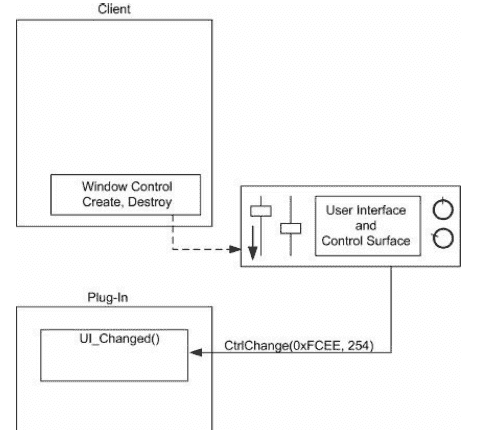 Client
Window Control
Create, Destroy
User Interface
and
Control Surface
Plug-In
UI_Changed()
CtrlChange(0xFCEE, 254)